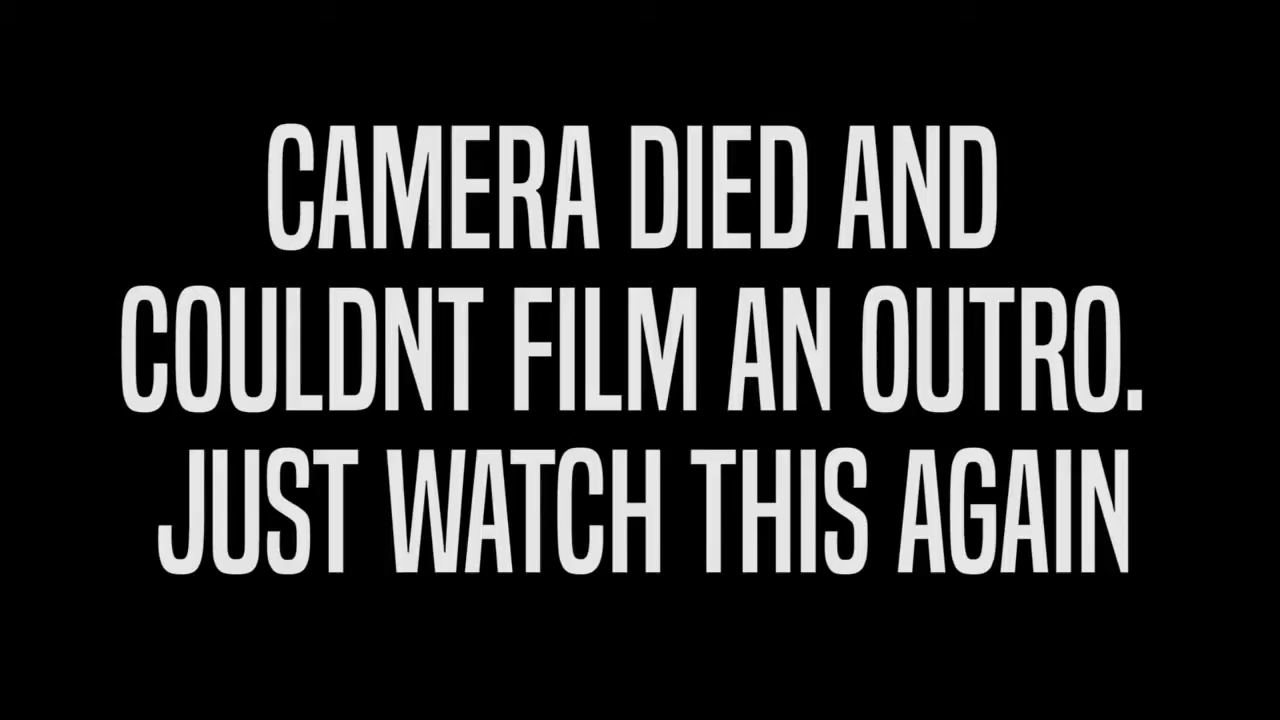 CAMERA DIED AND
COULDNT FILM AN OUTRO.
JUST WATCH THIS AGAIN